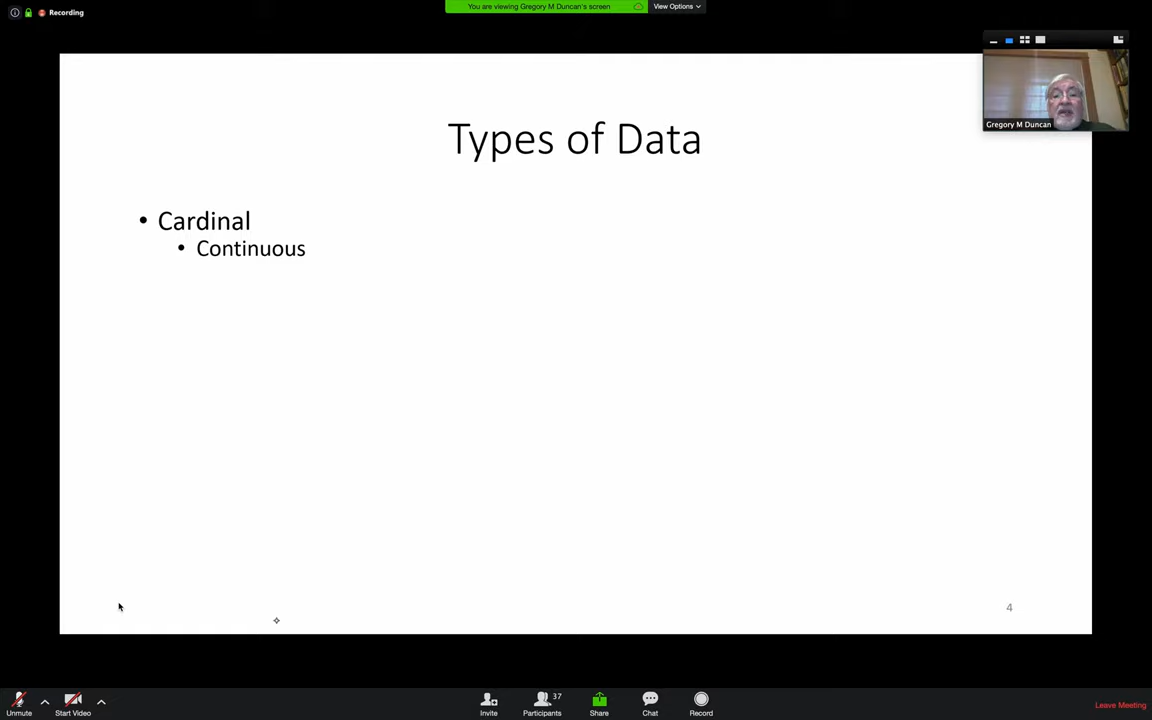 Recording
You are viewing Gregory M Duncan's screen
View Options
Gregory M Duncan
Types of Data
• Cardinal
• Continuous
4
Unmute
Start Video
Invite
37
Participants
Share
Chat
Record
Leave Meeting